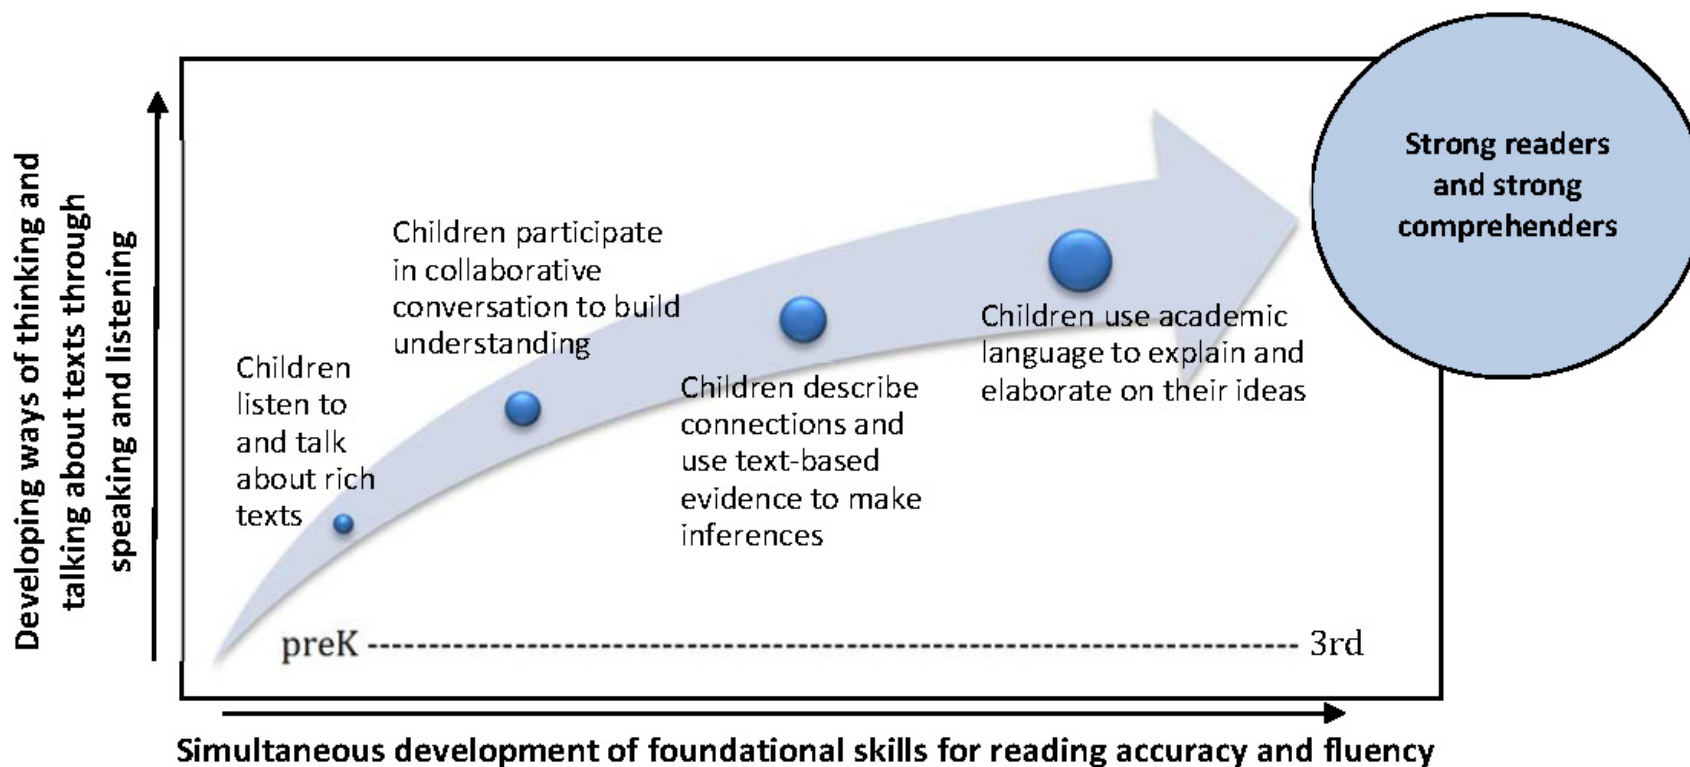 Developing ways of thinking and
talking about texts through
speaking and listening
Children
listen to
and talk
about rich
texts
Children participate
in collaborative
conversation to build
understanding
Children describe
connections and
use text-based
evidence to make
inferences
Children use academic
language to explain and
elaborate on their ideas
Strong readers
and strong
comprehenders
preK
3rd
Simultaneous development of foundational skills for reading accuracy and fluency